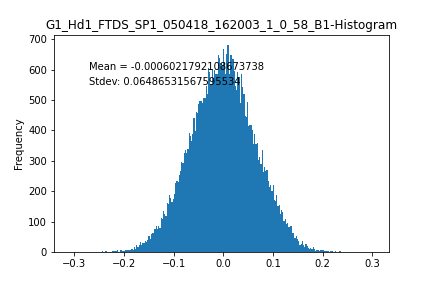 G1_Hd1_FTDS_SP1_050418_162003_1_0_58_B1-Histogram
700
Mean = -0.0006021792108673738
600
Stdev: 0.06486531567595534
500
400
Frequency
300
200
100
0
−0.3 −0.2 −0.1 0.0 0.1 0.2 0.3